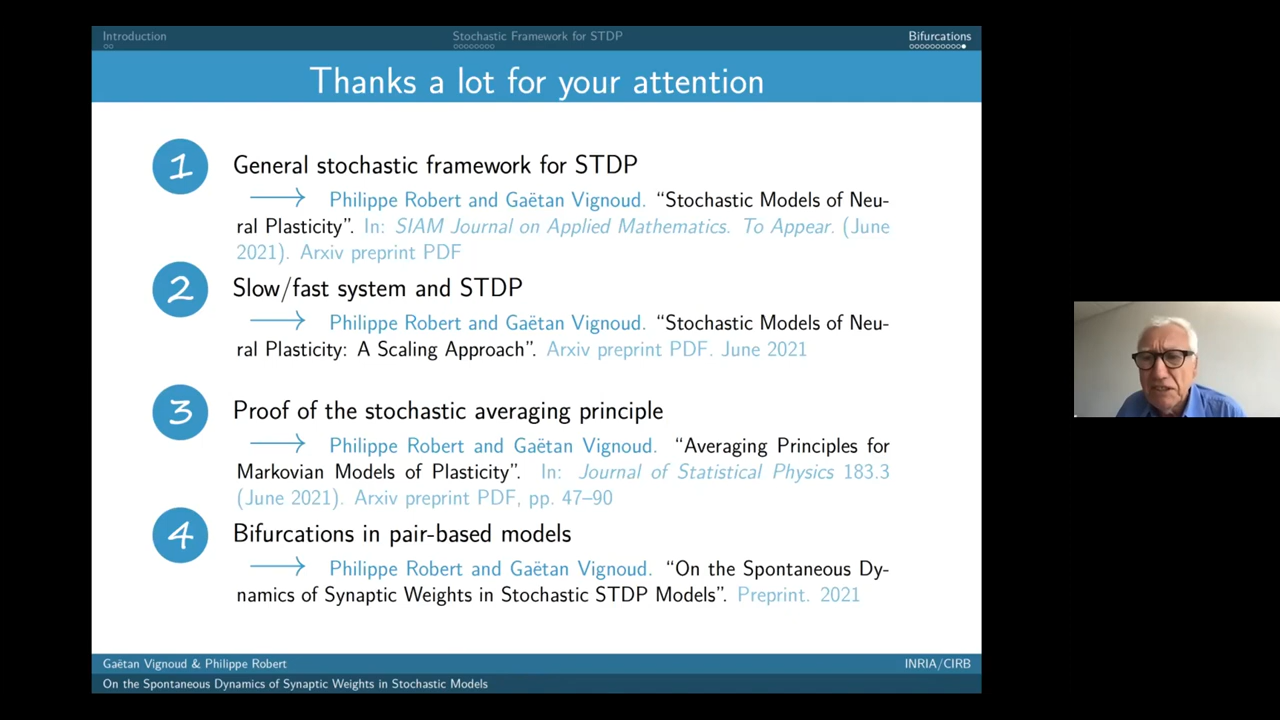 Introduction
Stochastic Framework for STDP
Bifurcations
Thanks a lot for your attention
1
General stochastic framework for STDP
→ Philippe Robert and Gaëtan Vignoud. “Stochastic Models of Neu-
ral Plasticity”. In: SIAM Journal on Applied Mathematics. To Appear. (June
2021). Arxiv preprint PDF
2
Slow/fast system and STDP
→ Philippe Robert and Gaëtan Vignoud. “Stochastic Models of Neu-
ral Plasticity: A Scaling Approach”. Arxiv preprint PDF. June 2021
3
Proof of the stochastic averaging principle
→ Philippe Robert and Gaëtan Vignoud. “Averaging Principles for
Markovian Models of Plasticity”. In: Journal of Statistical Physics 183.3
(June 2021). Arxiv preprint PDF, pp. 47–90
4
Bifurcations in pair-based models
→ Philippe Robert and Gaëtan Vignoud. “On the Spontaneous Dy-
namics of Synaptic Weights in Stochastic STDP Models”. Preprint. 2021
Gaëtan Vignoud & Philippe Robert
INRIA/CIRB
On the Spontaneous Dynamics of Synaptic Weights in Stochastic Models